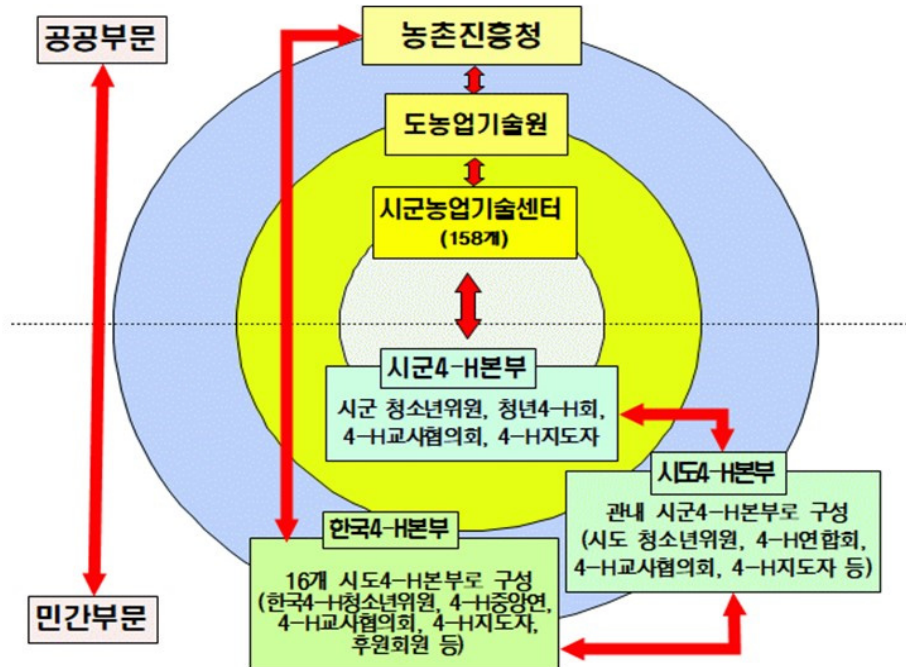 공공부문
농촌진흥청
도농업기술원
시군농업기술센터
(158개)
시군4-H본부
시군 청소년위원, 청년4-H회,
4-H교사협의회, 4-H지도자
시도4-H본부
관내 시군4-H본부로 구성
(시도 청소년위원, 4-H연합회,
4-H교사협의회, 4-H지도자 등)
한국4-H본부
16개 시도4-H본부로 구성
(한국4-H청소년위원, 4-H중앙연,
4-H교사협의회, 4-H지도자,
후원회원 등)
민간부문